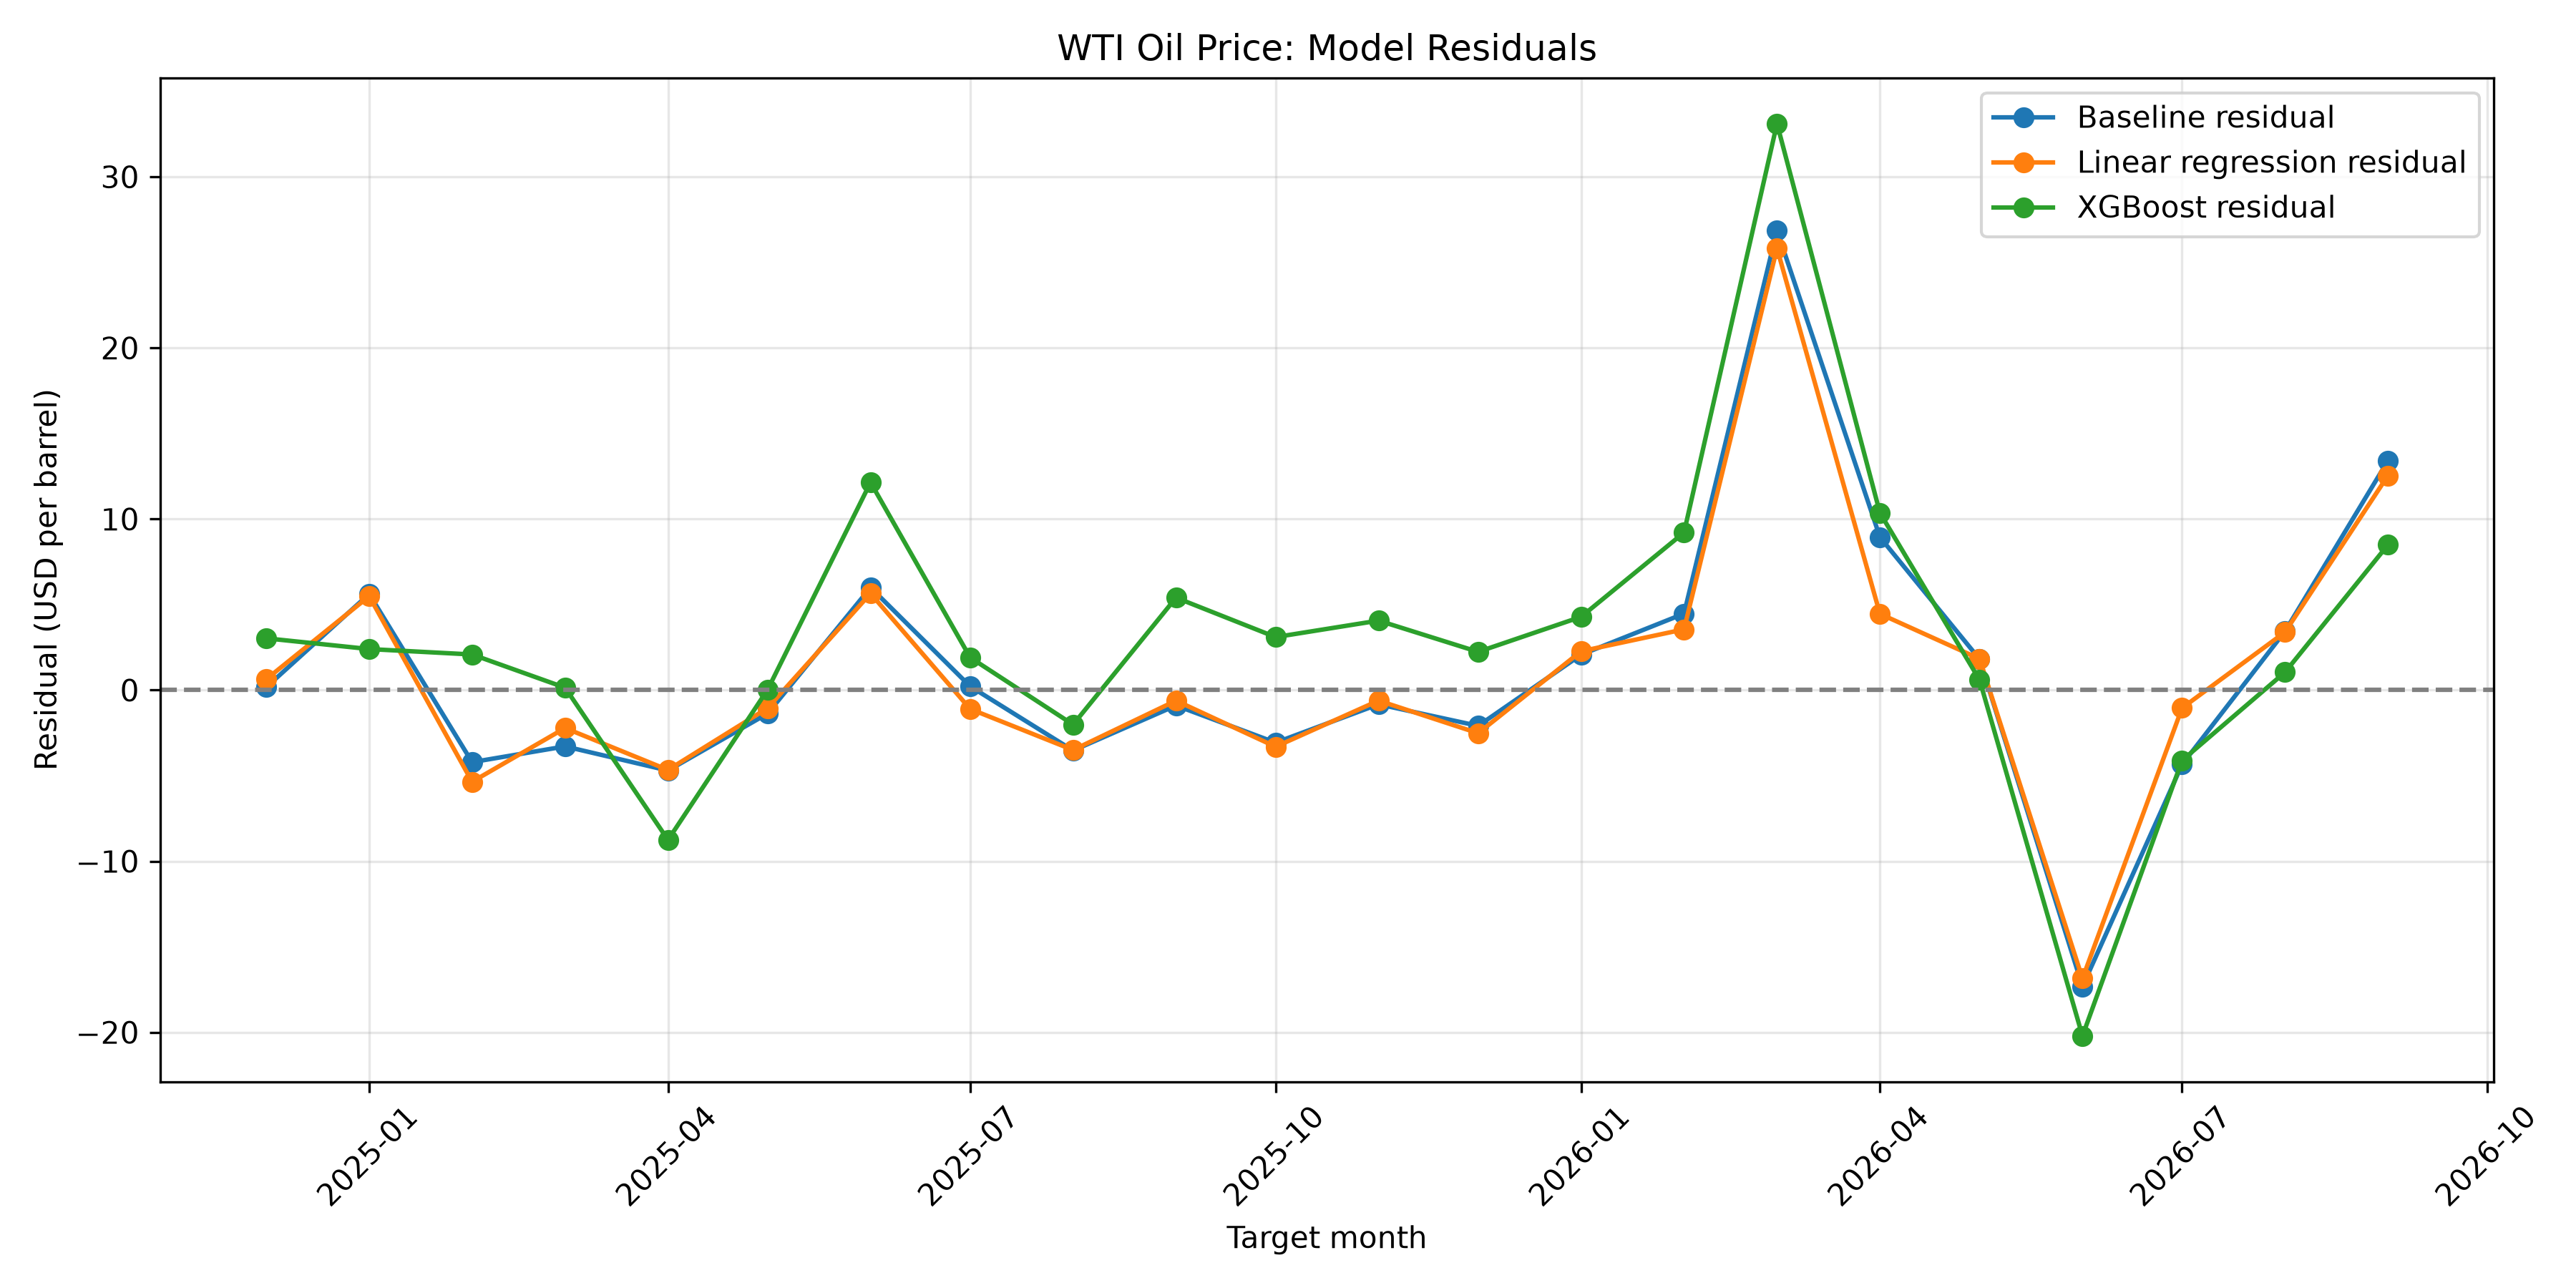 WTI Oil Price: Model Residuals
Baseline residual
Linear regression residual
XGBoost residual
Residual (USD per barrel)
30
20
10
0
−10
−20
2025-01
2025-04
2025-07
2025-10
2026-01
2026-04
2026-07
2026-10
Target month